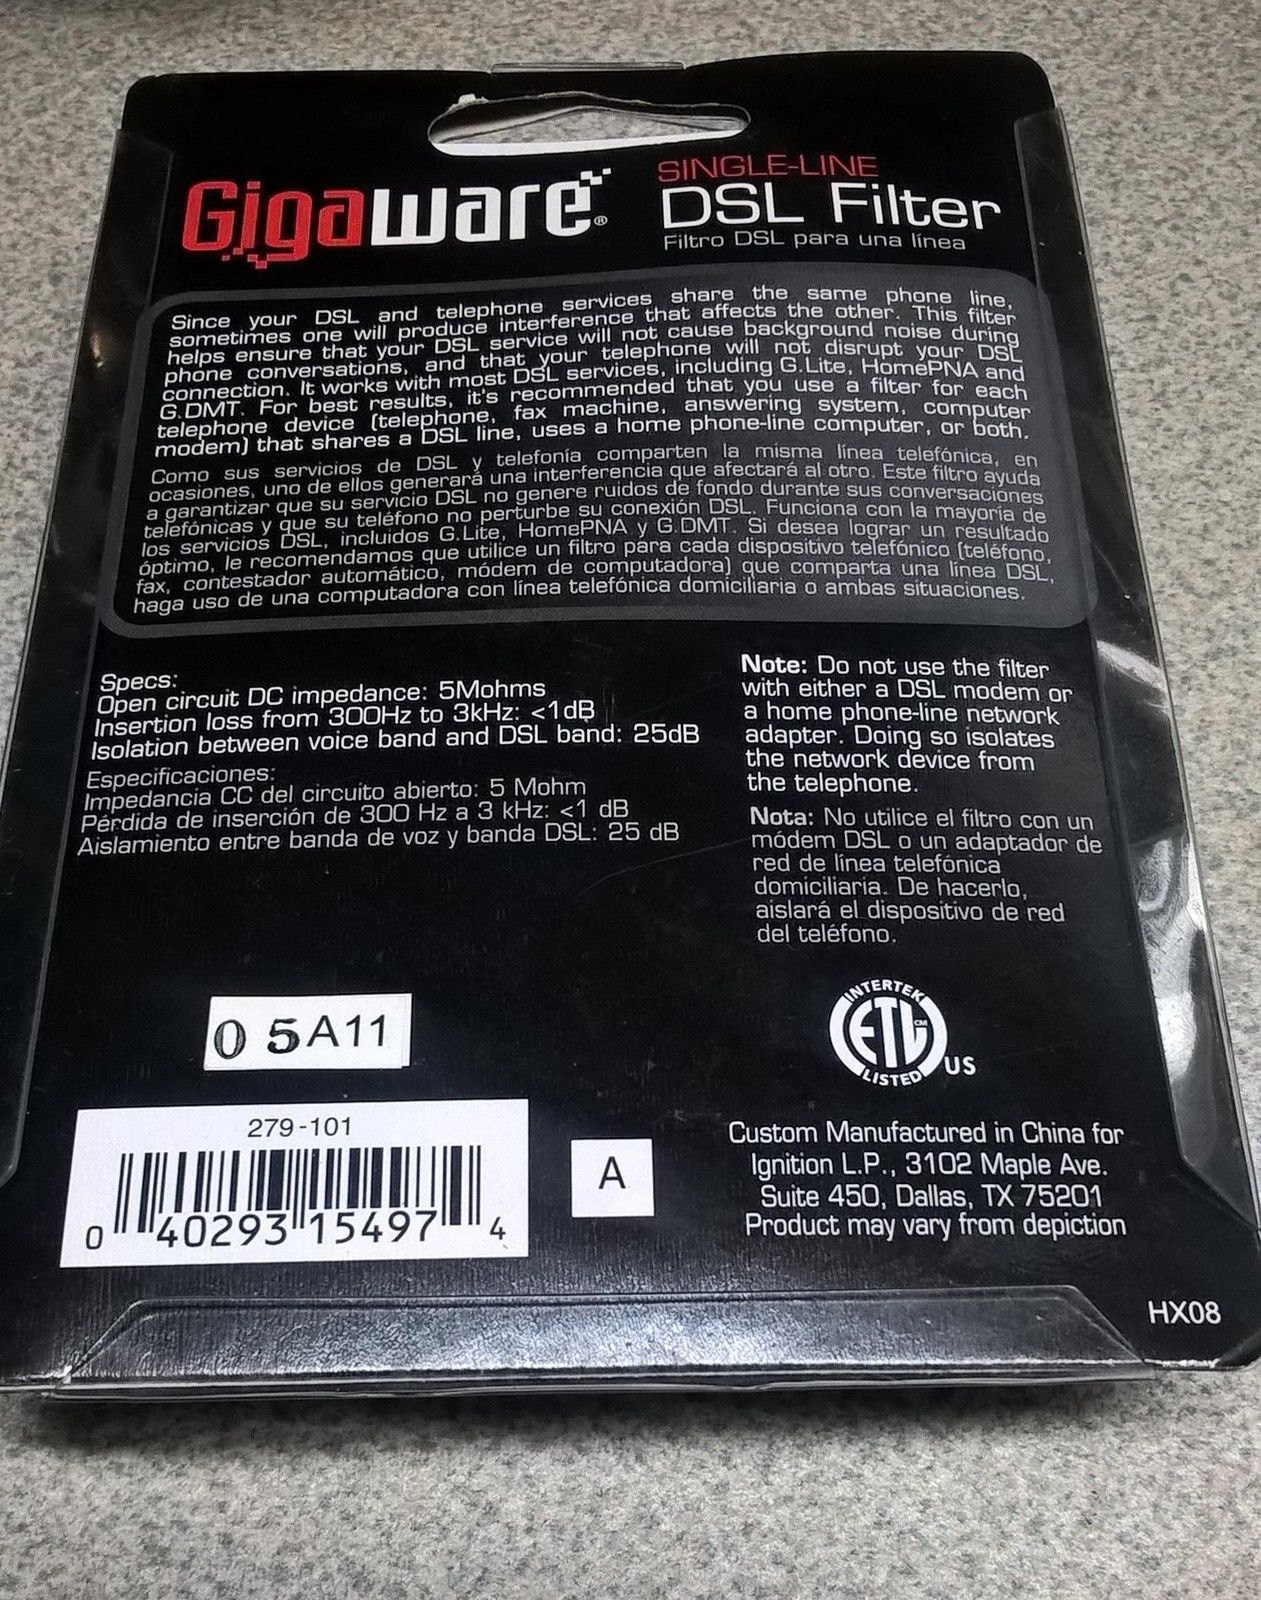 Gigaware®
SINGLE-LINE
DSL Filter
Filtro DSL para una línea
Since your DSL and telephone services share the same phone line,
sometimes one will produce interference that affects the other. This filter
helps ensure that your DSL service will not cause background noise during
phone conversations, and that your telephone will not disrupt your DSL
connection. It works with most DSL services, including G.Lite, HomePNA and
G.DMT. For best results, it's recommended that you use a filter for each
telephone device (telephone, fax machine, answering system, computer
modem) that shares a DSL line, uses a home phone-line computer, or both.
Como sus servicios de DSL y telefonía comparten la misma línea telefónica, en
ocasiones, uno de ellos generará una interferencia que afectará al otro. Este filtro ayuda
a garantizar que su servicio DSL no genere ruidos de fondo durante sus conversaciones
telefónicas y que su teléfono no perturbe su conexión DSL. Funciona con la mayoría de
los servicios DSL, incluidos G.Lite, HomePNA y G.DMT. Si desea lograr un resultado
óptimo, le recomendamos que utilice un filtro para cada dispositivo telefónico (teléfono,
fax, contestador automático, módem de computadora) que comparta una línea DSL,
haga uso de una computadora con línea telefónica domiciliaria o ambas situaciones.
Specs:
Open circuit DC impedance: 5Mohms
Insertion loss from 300Hz to 3kHz: <1dB
Isolation between voice band and DSL band: 25dB
Especificaciones:
Impedancia CC del circuito abierto: 5 Mohm
Pérdida de inserción de 300 Hz a 3 kHz: <1 dB
Aislamiento entre banda de voz y banda DSL: 25 dB
Note: Do not use the filter
with either a DSL modem or
a home phone-line network
adapter. Doing so isolates
the network device from
the telephone.
Nota: No utilice el filtro con un
módem DSL o un adaptador de
red de línea telefónica
domiciliaria. De hacerlo,
aislará el dispositivo de red
del teléfono.
05A11
INTERTEK
ETL CM
LISTED
US
279-101
0 40293 15497 4
A
Custom Manufactured in China for
Ignition L.P., 3102 Maple Ave.
Suite 450, Dallas, TX 75201
Product may vary from depiction
HX08